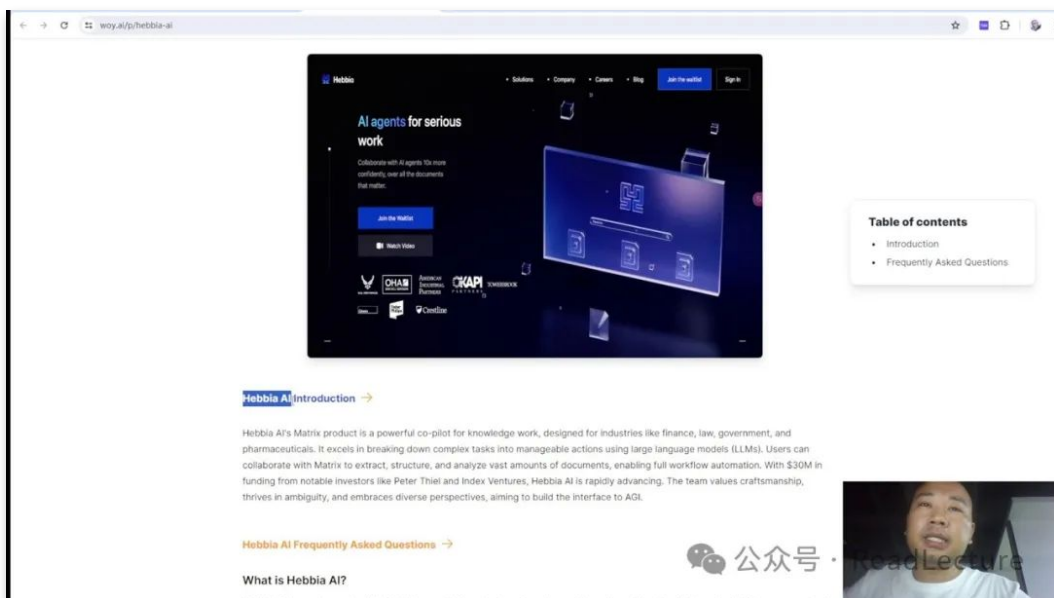 woy.ai/p/hebbia-ai
Hebbia
Solutions
Company
Careers
Blog
Join the waitlist
Sign In
AI agents for serious
work
Collaborate with AI agents 10x more
confidently, over all the documents
that matter.
Join the Waitlist
Watch Video
OHA
AMERICAN
INDUSTRIAL
PARTNERS
OKAPI
PARTNERS
TOWERBROOK
Crestline
Table of contents
Introduction
Frequently Asked Questions
Hebbia AI Introduction →
Hebbia AI's Matrix product is a powerful co-pilot for knowledge work, designed for industries like finance, law, government, and
pharmaceuticals. It excels in breaking down complex tasks into manageable actions using large language models (LLMs). Users can
collaborate with Matrix to extract, structure, and analyze vast amounts of documents, enabling full workflow automation. With $30M in
funding from notable investors like Peter Thiel and Index Ventures, Hebbia AI is rapidly advancing. The team values craftsmanship,
thrives in ambiguity, and embraces diverse perspectives, aiming to build the interface to AGI.
Hebbia AI Frequently Asked Questions →
What is Hebbia AI?
公众号 · ReadLecture